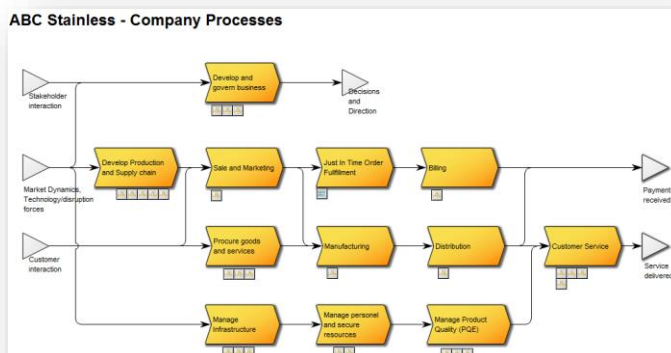 ABC Stainless - Company Processes
Develop and
govern business
Stakeholder
interaction
Decisions
and
Direction
Develop Production
and Supply chain
Sale and Marketing
Just In Time Order
Fullfillment
Billing
Market Dynamics,
Technology/disruption
forces
Payment
received
Procure goods
and services
Manufacturing
Distribution
Customer Service
Customer
interaction
Service
delivered
Manage
Infrastructure
Manage personel
and secure
resources
Manage Product
Quality (PQE)